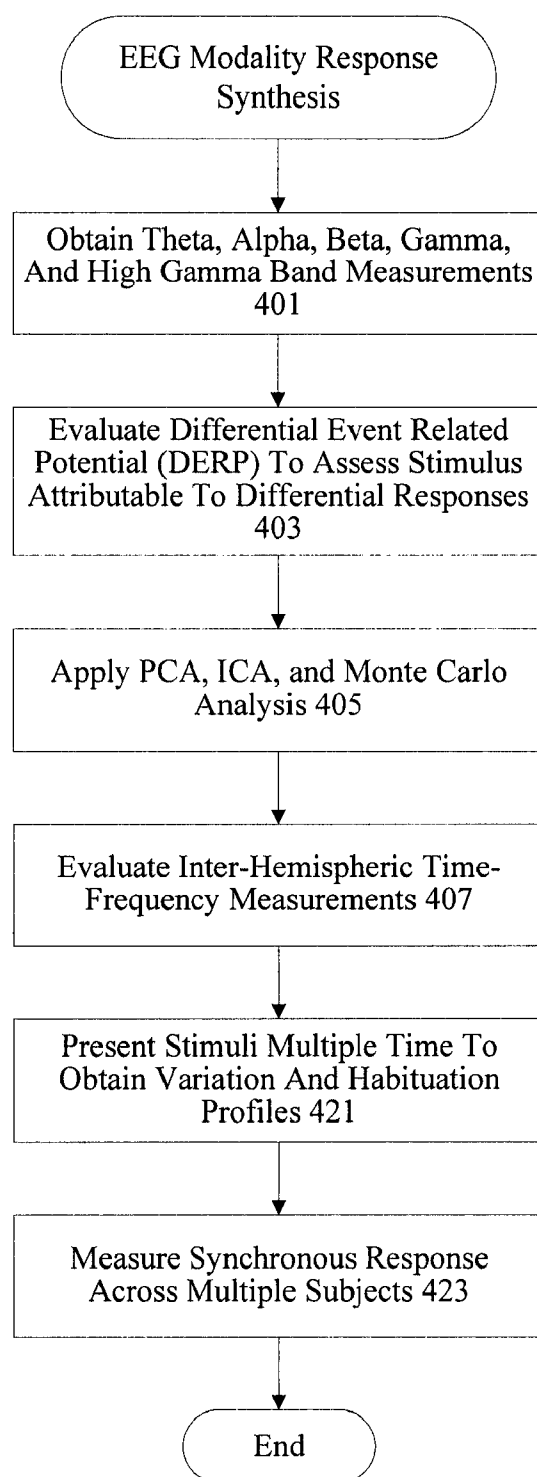 EEG Modality Response
Synthesis
Obtain Theta, Alpha, Beta, Gamma,
And High Gamma Band Measurements
401
Evaluate Differential Event Related
Potential (DERP) To Assess Stimulus
Attributable To Differential Responses
403
Apply PCA, ICA, and Monte Carlo
Analysis 405
Evaluate Inter-Hemispheric Time-
Frequency Measurements 407
Present Stimuli Multiple Time To
Obtain Variation And Habituation
Profiles 421
Measure Synchronous Response
Across Multiple Subjects 423
End